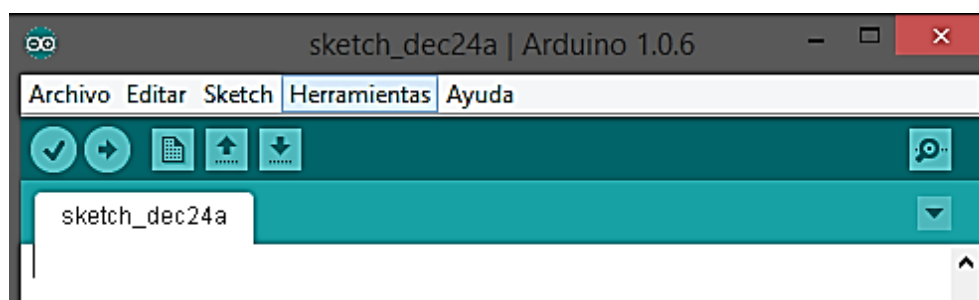 sketch_dec24a | Arduino 1.0.6
Archivo Editar Sketch Herramientas Ayuda
sketch_dec24a